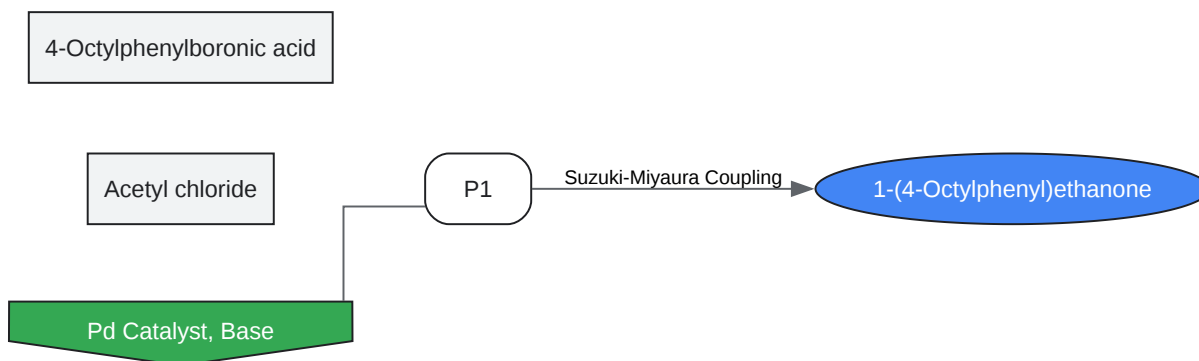 4-Octylphenylboronic acid
Acetyl chloride
P1
Suzuki-Miyaura Coupling
1-(4-Octylphenyl)ethanone
Pd Catalyst, Base